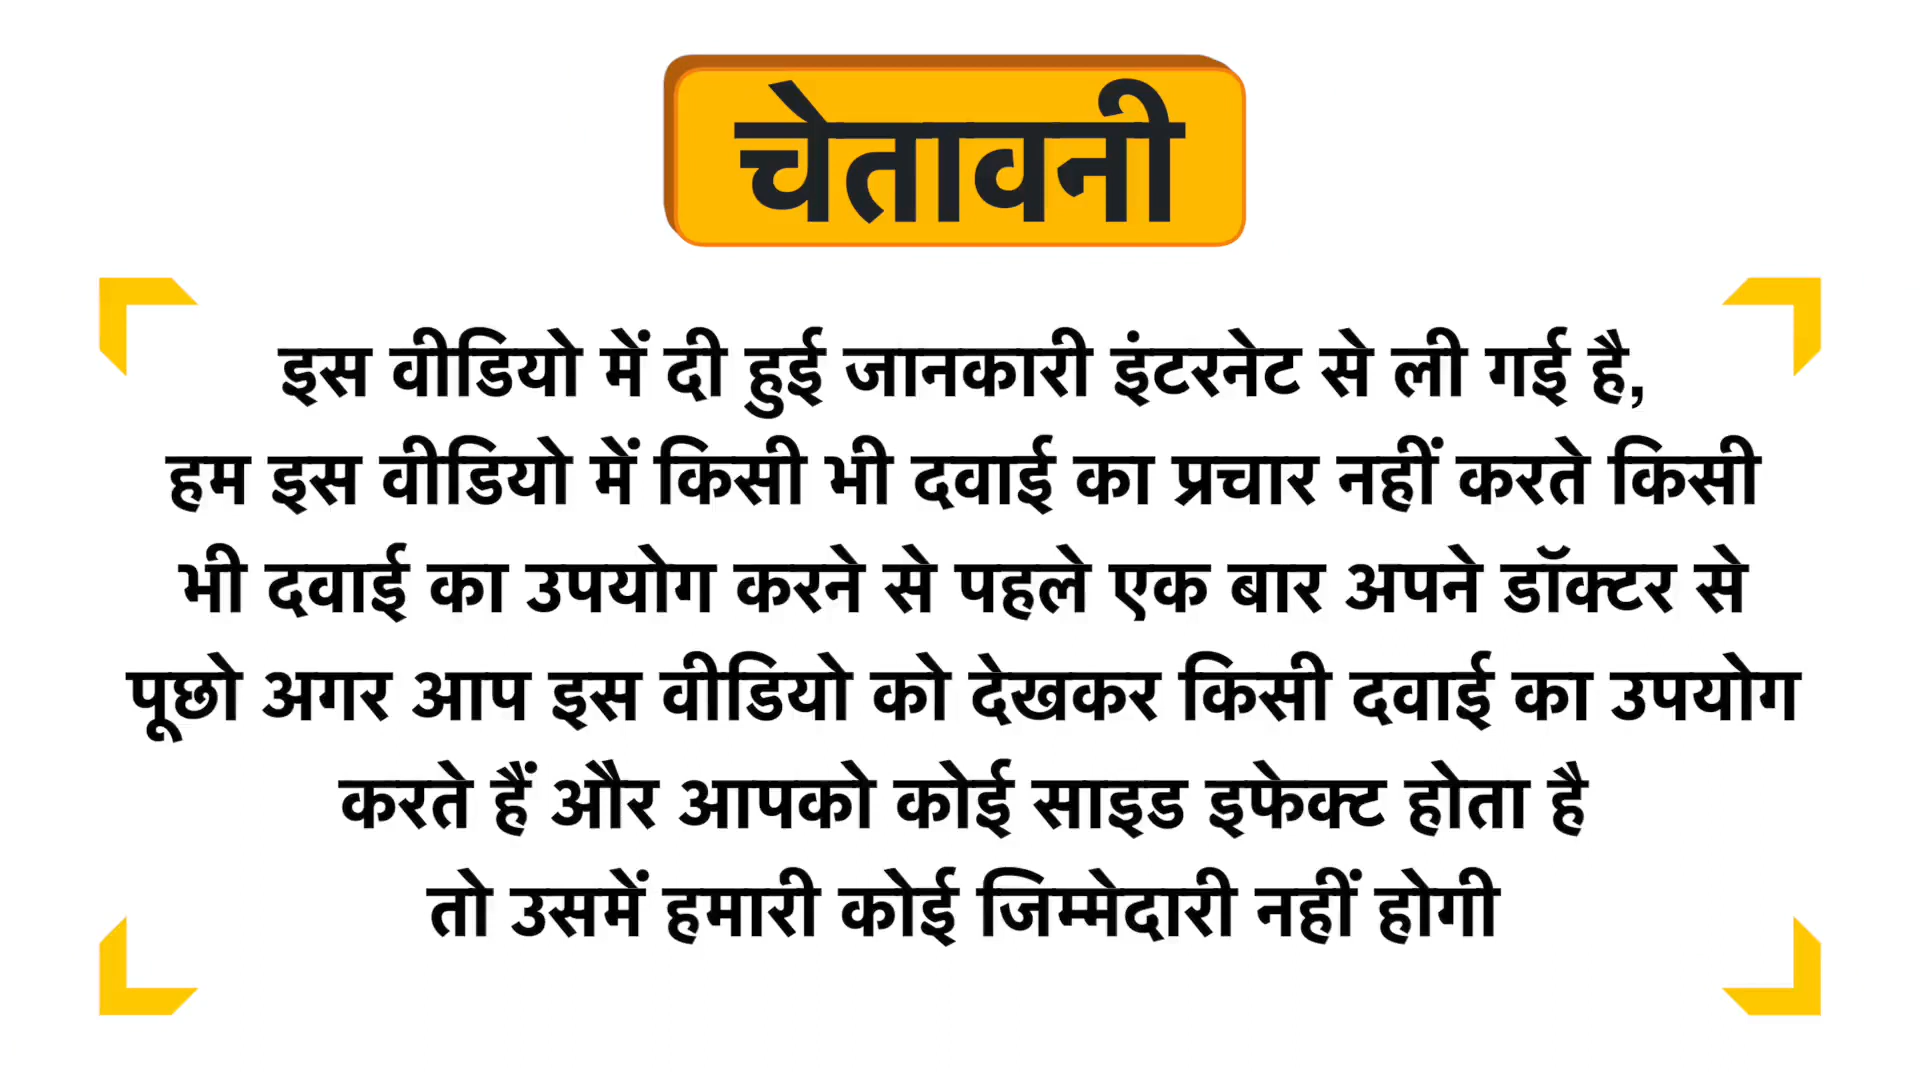 चेतावनी
इस वीडियो में दी हुई जानकारी इंटरनेट से ली गई है,
हम इस वीडियो में किसी भी दवाई का प्रचार नहीं करते किसी
भी दवाई का उपयोग करने से पहले एक बार अपने डॉक्टर से
पूछो अगर आप इस वीडियो को देखकर किसी दवाई का उपयोग
करते हैं और आपको कोई साइड इफेक्ट होता है
तो उसमें हमारी कोई जिम्मेदारी नहीं होगी